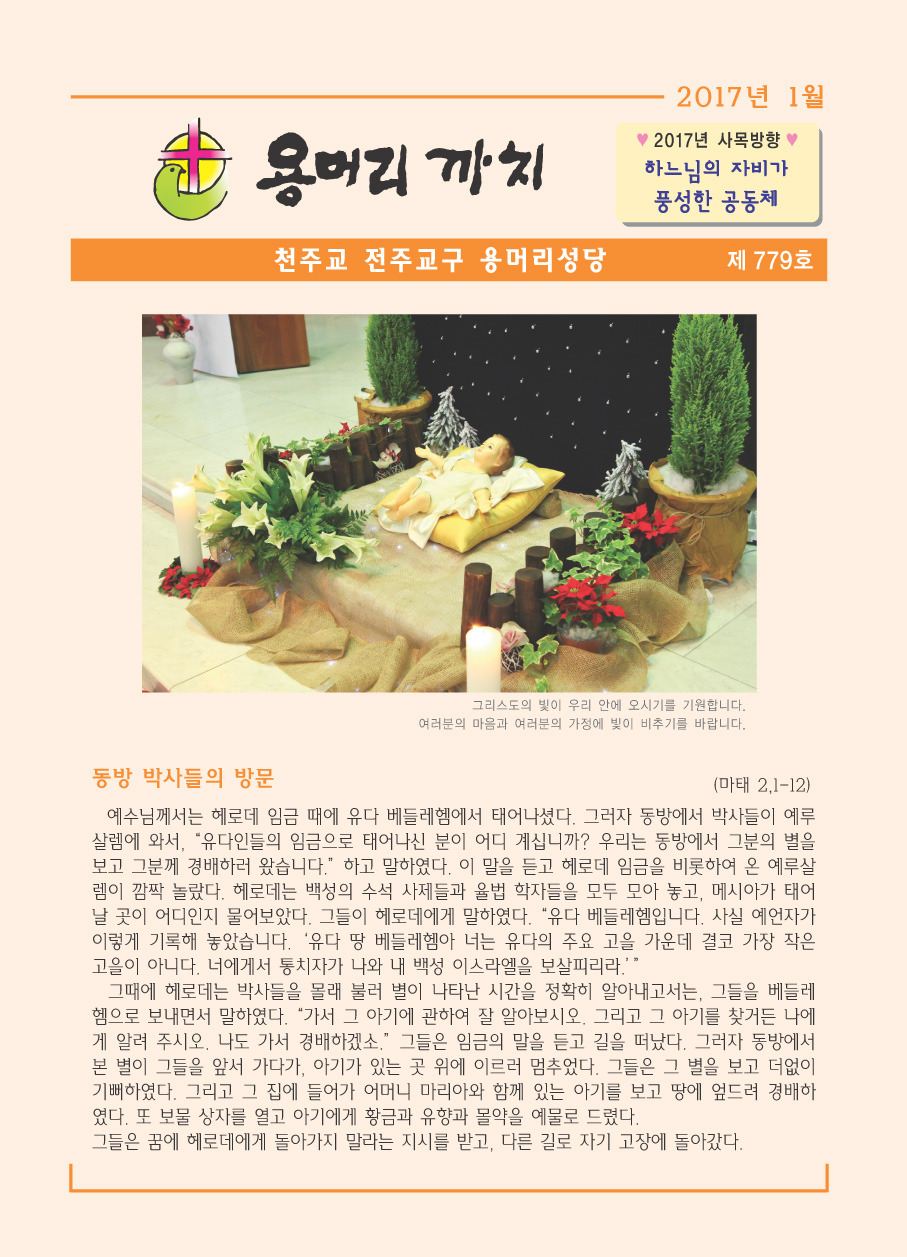 2017년 1월
용머리 까치
♥ 2017년 사목방향 ♥
하느님의 자비가
풍성한 공동체
천주교 전주교구 용머리성당
제 779호
그리스도의 빛이 우리 안에 오시기를 기원합니다.
여러분의 마음과 여러분의 가정에 빛이 비추기를 바랍니다.
동방 박사들의 방문
(마태 2,1-12)
예수님께서는 헤로데 임금 때에 유다 베들레헴에서 태어나셨다. 그러자 동방에서 박사들이 예루
살렘에 와서, “유다인들의 임금으로 태어나신 분이 어디 계십니까? 우리는 동방에서 그분의 별을
보고 그분께 경배하러 왔습니다.” 하고 말하였다. 이 말을 듣고 헤로데 임금을 비롯하여 온 예루살
렘이 깜짝 놀랐다. 헤로데는 백성의 수석 사제들과 율법 학자들을 모두 모아 놓고, 메시아가 태어
날 곳이 어디인지 물어보았다. 그들이 헤로데에게 말하였다. “유다 베들레헴입니다. 사실 예언자가
이렇게 기록해 놓았습니다. ‘유다 땅 베들레헴아 너는 유다의 주요 고을 가운데 결코 가장 작은
고을이 아니다. 너에게서 통치자가 나와 내 백성 이스라엘을 보살피리라.’ ”
그때에 헤로데는 박사들을 몰래 불러 별이 나타난 시간을 정확히 알아내고서는, 그들을 베들레
헴으로 보내면서 말하였다. “가서 그 아기에 관하여 잘 알아보시오. 그리고 그 아기를 찾거든 나에
게 알려 주시오. 나도 가서 경배하겠소.” 그들은 임금의 말을 듣고 길을 떠났다. 그러자 동방에서
본 별이 그들을 앞서 가다가, 아기가 있는 곳 위에 이르러 멈추었다. 그들은 그 별을 보고 더없이
기뻐하였다. 그리고 그 집에 들어가 어머니 마리아와 함께 있는 아기를 보고 땅에 엎드려 경배하
였다. 또 보물 상자를 열고 아기에게 황금과 유향과 몰약을 예물로 드렸다.
그들은 꿈에 헤로데에게 돌아가지 말라는 지시를 받고, 다른 길로 자기 고장에 돌아갔다.